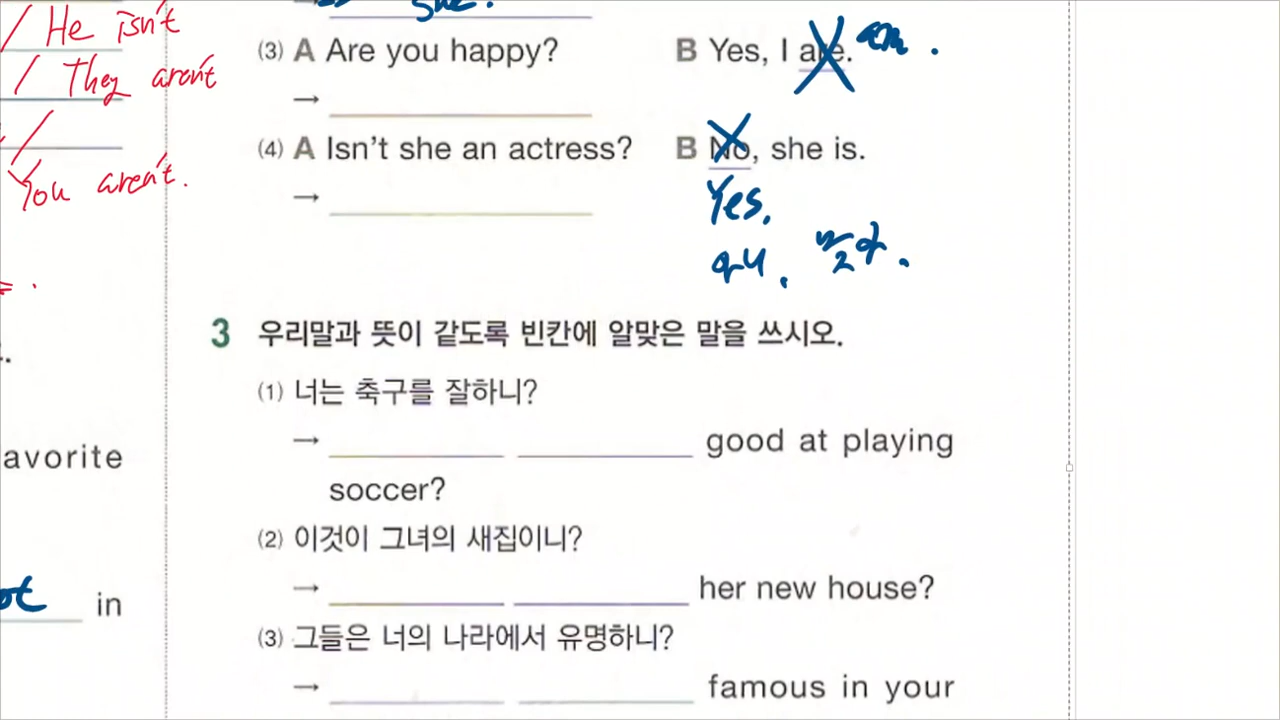 / He isn't
/ They aren't
/
You aren't.
avorite
ot in
she.
(3) A Are you happy? B Yes, I are. am.
→
(4) A Isn't she an actress? B No, she is.
→
Yes.
3 우리말과 뜻이 같도록 빈칸에 알맞은 말을 쓰시오.
(1) 너는 축구를 잘하니?
→ good at playing
soccer?
(2) 이것이 그녀의 새집이니?
→ her new house?
(3) 그들은 너의 나라에서 유명하니?
→ famous in your